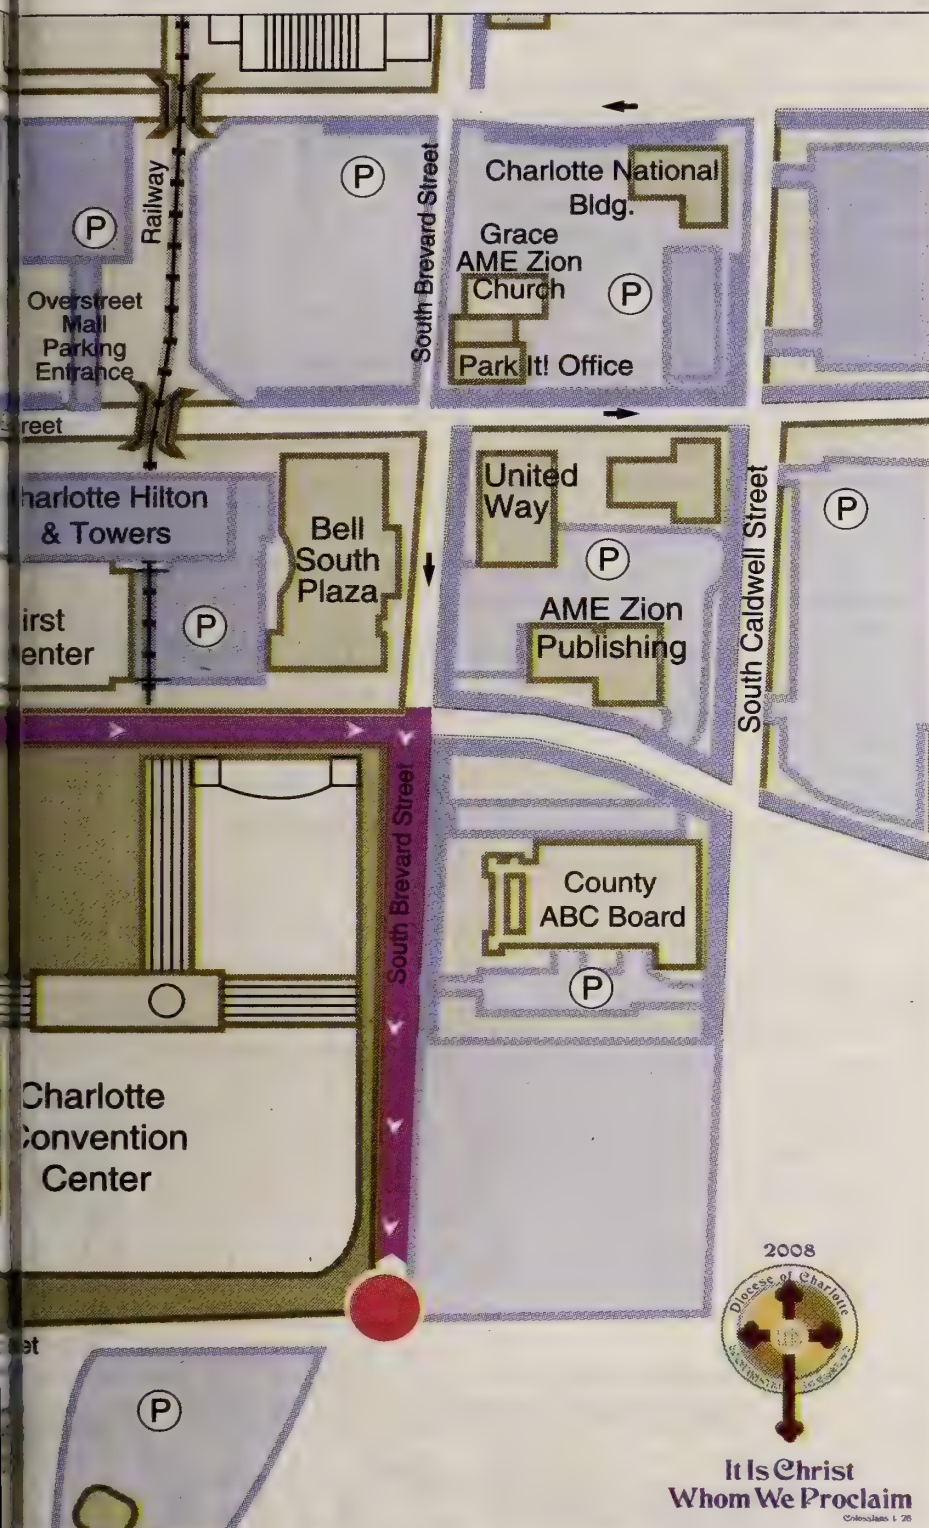 Railway
P
P
Overstreet
Mall
Parking
Entrance
South Brevard Street
Charlotte National
Bldg.
Grace
AME Zion
Church
P
Park It! Office
reet
harlotte Hilton
& Towers
Bell
South
Plaza
United
Way
P
P
South Caldwell Street
irst
enter
P
AME Zion
Publishing
South Brevard Street
County
ABC Board
P
Charlotte
Convention
Center
et
P
2008
Diocese of Charlotte
It Is Christ
Whom We Proclaim